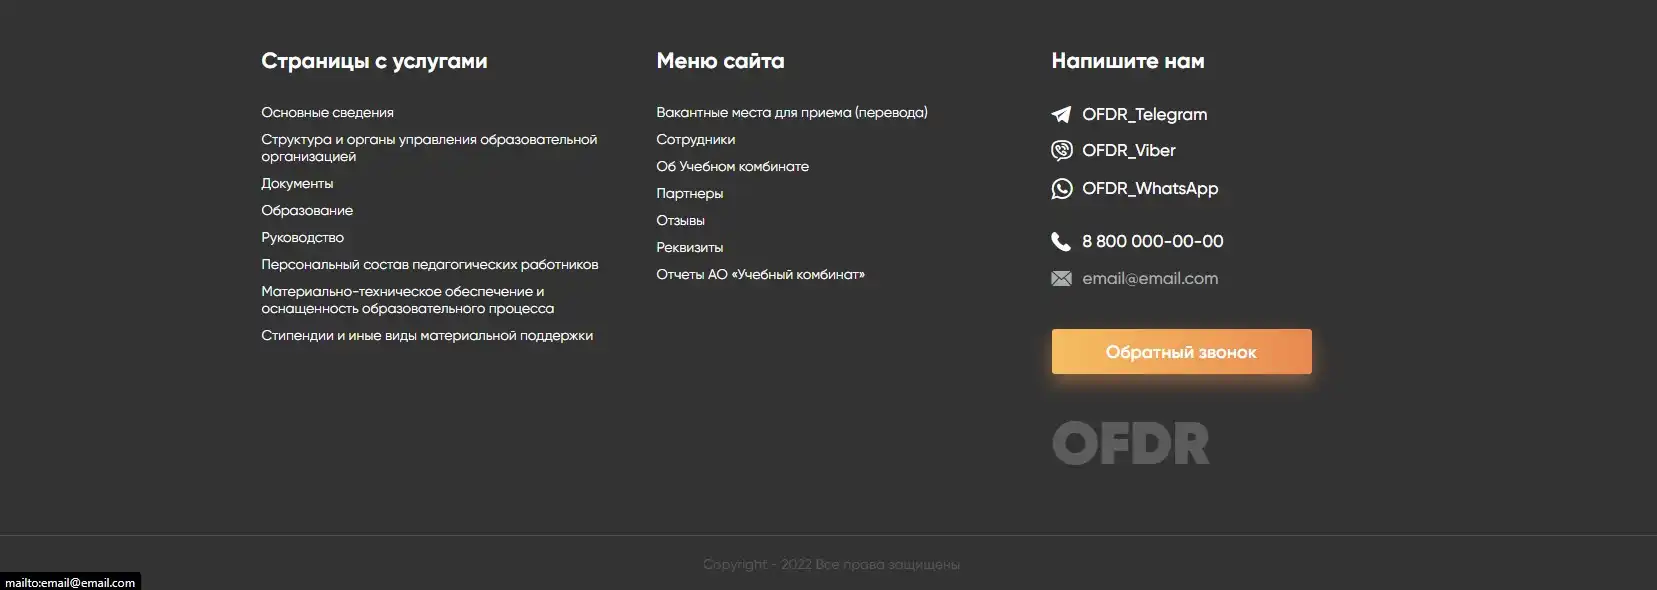 Страницы с услугами
Основные сведения
Структура и органы управления образовательной
организацией
Документы
Образование
Руководство
Персональный состав педагогических работников
Материально-техническое обеспечение и
оснащенность образовательного процесса
Стипендии и иные виды материальной поддержки
Меню сайта
Вакантные места для приема (перевода)
Сотрудники
Об Учебном комбинате
Партнеры
Отзывы
Реквизиты
Отчеты АО «Учебный комбинат»
Напишите нам
OFDR_Telegram
OFDR_Viber
OFDR_WhatsApp
8 800 000-00-00
email@email.com
Обратный звонок
OFDR
Copyright - 2022 Все права защищены
mailto:email@email.com